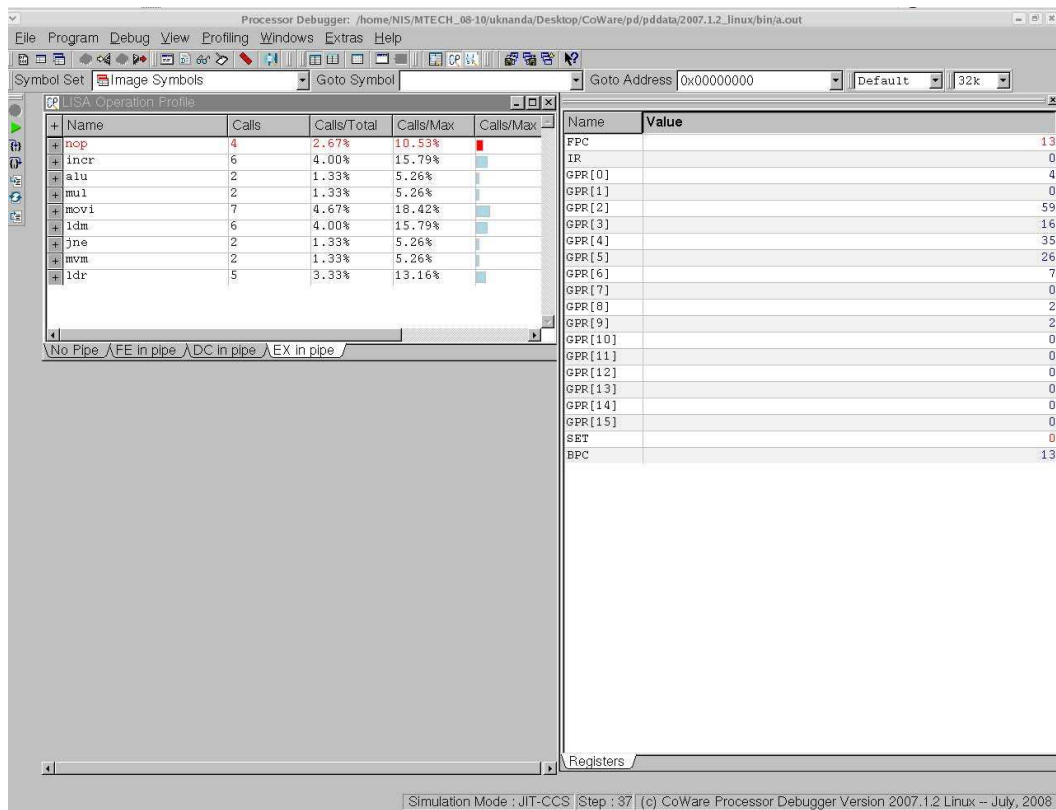 Processor Debugger: /home/NIS/MTECH_08-10/uknanda/Desktop/CoWare/pd/pddata/2007.1.2_linux/bin/a.out
File Program Debug View Profiling Windows Extras Help
Symbol Set Image Symbols Goto Symbol Goto Address 0x00000000 Default 32k
LISA Operation Profile
+ Name Calls Calls/Total Calls/Max Calls/Max
+ nop 4 2.67% 10.53%
+ incr 6 4.00% 15.79%
+ alu 2 1.33% 5.26%
+ mul 2 1.33% 5.26%
+ movi 7 4.67% 18.42%
+ ldm 6 4.00% 15.79%
+ jne 2 1.33% 5.26%
+ mvm 2 1.33% 5.26%
+ ldr 5 3.33% 13.16%
No Pipe FE in pipe DC in pipe EX in pipe
Name Value
FPC 13
IR 0
GPR[0] 4
GPR[1] 0
GPR[2] 59
GPR[3] 16
GPR[4] 35
GPR[5] 26
GPR[6] 7
GPR[7] 0
GPR[8] 2
GPR[9] 2
GPR[10] 0
GPR[11] 0
GPR[12] 0
GPR[13] 0
GPR[14] 0
GPR[15] 0
SET 0
BPC 13
Registers
Simulation Mode : JIT-CCS Step : 37 (c) CoWare Processor Debugger Version 2007.1.2 Linux -- July, 2008